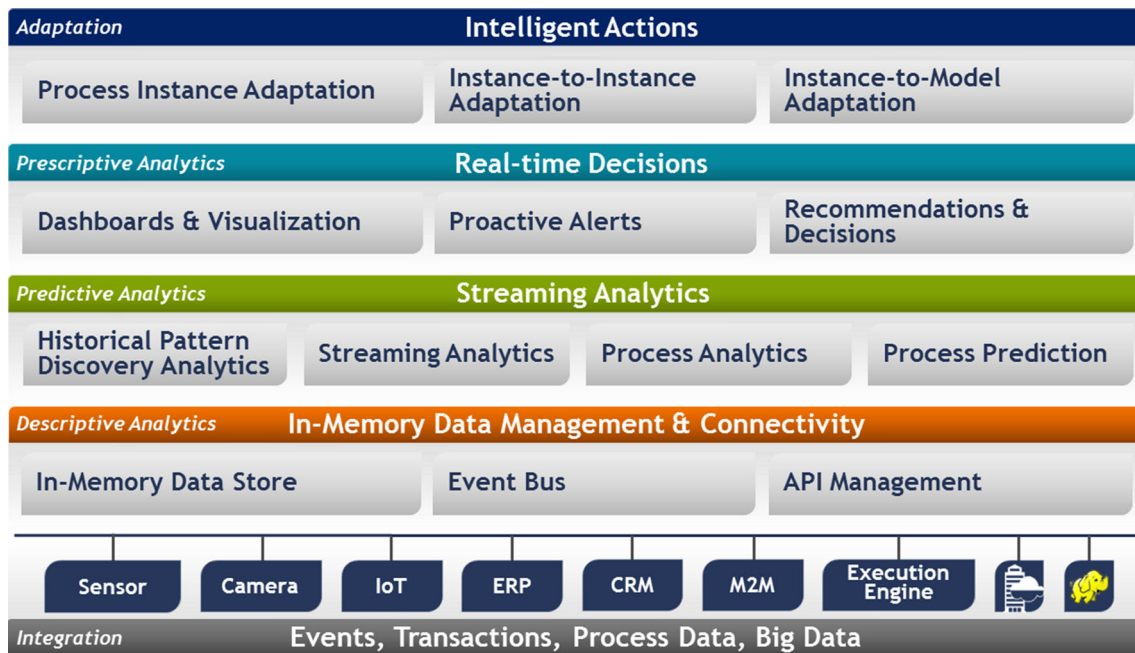 Adaptation Intelligent Actions
Process Instance Adaptation
Instance-to-Instance
Adaptation
Instance-to-Model
Adaptation
Prescriptive Analytics Real-time Decisions
Dashboards & Visualization
Proactive Alerts
Recommendations &
Decisions
Predictive Analytics Streaming Analytics
Historical Pattern
Discovery Analytics
Streaming Analytics
Process Analytics
Process Prediction
Descriptive Analytics In-Memory Data Management & Connectivity
In-Memory Data Store
Event Bus
API Management
Sensor
Camera
IoT
ERP
CRM
M2M
Execution
Engine
Integration Events, Transactions, Process Data, Big Data